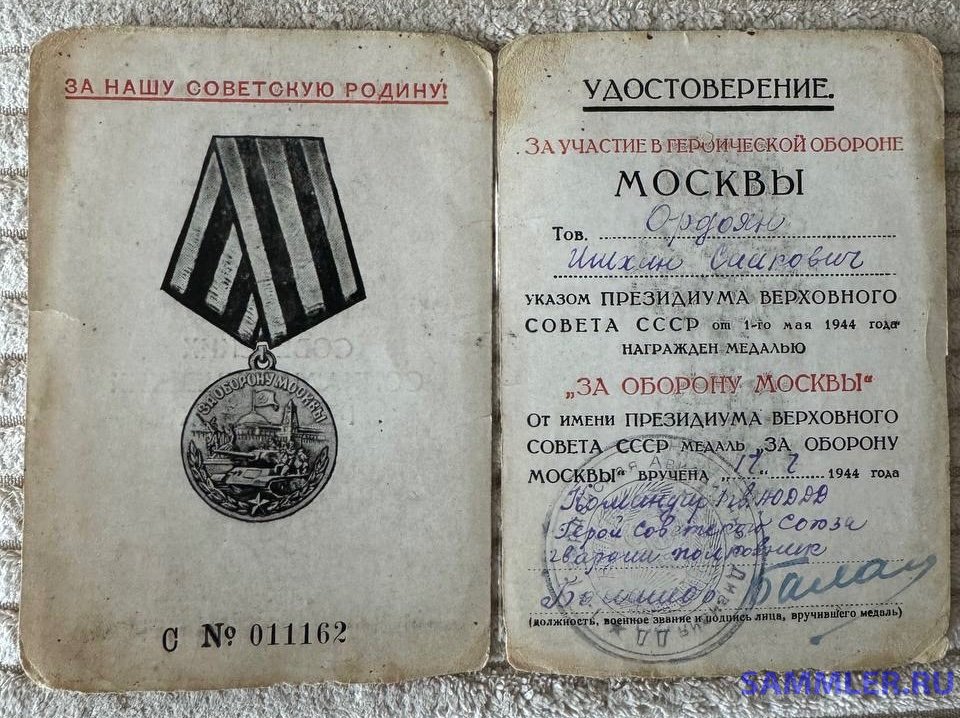 ЗА НАШУ СОВЕТСКУЮ РОДИНУ!
ЗА ОБОРОНУ МОСКВЫ
С № 011162
УДОСТОВЕРЕНИЕ.
ЗА УЧАСТИЕ В ГЕРОИЧЕСКОЙ ОБОРОНЕ
МОСКВЫ
Тов. Ордоян
УКАЗОМ ПРЕЗИДИУМА ВЕРХОВНОГО
СОВЕТА СССР от 1-го мая 1944 года
НАГРАЖДЕН МЕДАЛЬЮ
„ЗА ОБОРОНУ МОСКВЫ“
ОТ ИМЕНИ ПРЕЗИДИУМА ВЕРХОВНОГО
СОВЕТА СССР МЕДАЛЬ „ЗА ОБОРОНУ
МОСКВЫ“ ВРУЧЕНА 1944 года
Командир
Герой Советского Союза
гвардии полковник
Балашов
(должность, военное звание и подпись лица, вручившего медаль)
SAMMLER.RU